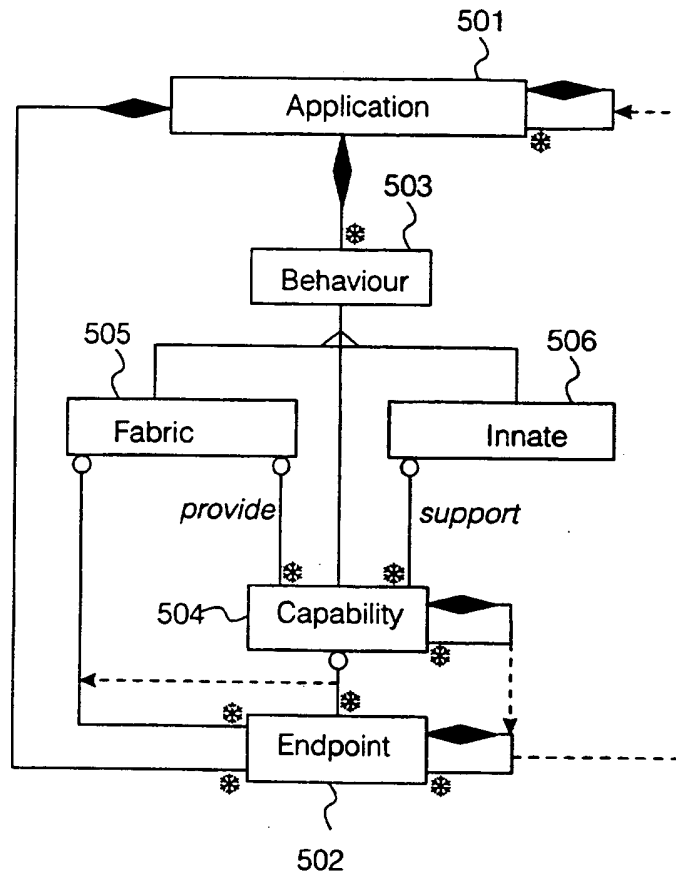 501
Application
503
Behaviour
505
506
Fabric
Innate
provide
support
504
Capability
Endpoint
502